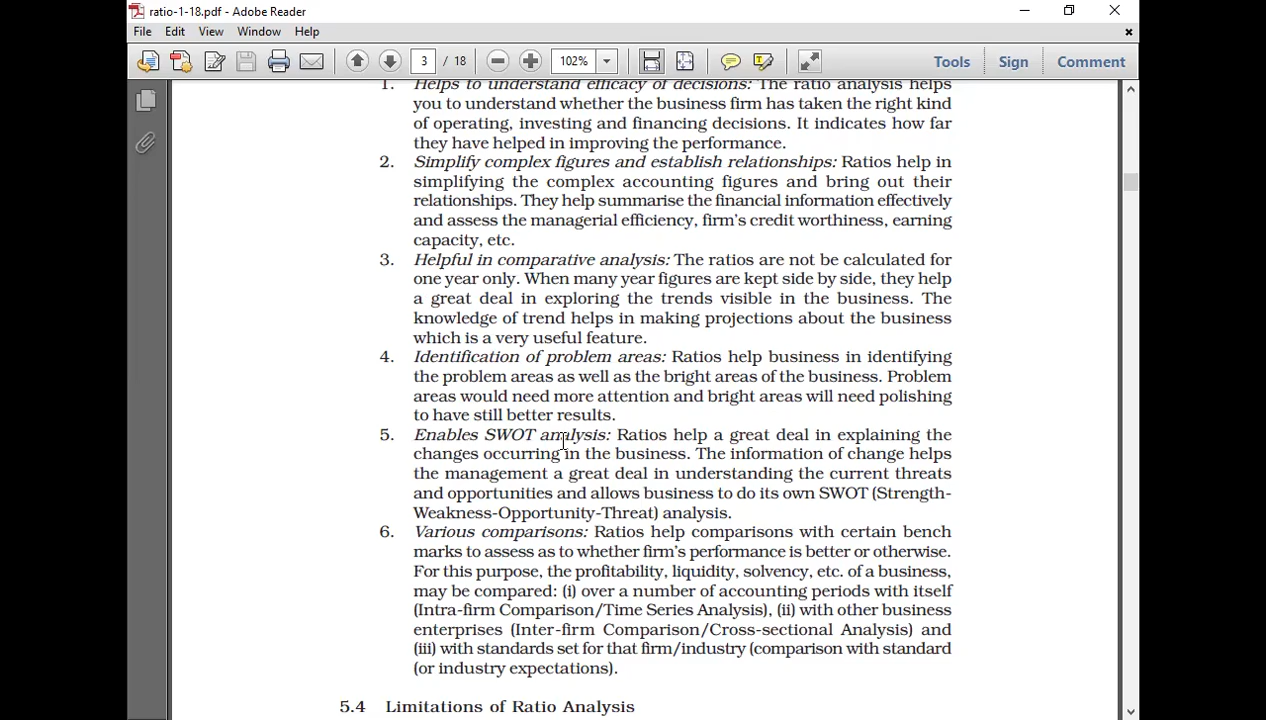 ratio-1-18.pdf - Adobe Reader
File Edit View Window Help
3 / 18 102% Tools Sign Comment
1. Helps to understand efficacy of decisions: The ratio analysis helps
you to understand whether the business firm has taken the right kind
of operating, investing and financing decisions. It indicates how far
they have helped in improving the performance.
2. Simplify complex figures and establish relationships: Ratios help in
simplifying the complex accounting figures and bring out their
relationships. They help summarise the financial information effectively
and assess the managerial efficiency, firm's credit worthiness, earning
capacity, etc.
3. Helpful in comparative analysis: The ratios are not be calculated for
one year only. When many year figures are kept side by side, they help
a great deal in exploring the trends visible in the business. The
knowledge of trend helps in making projections about the business
which is a very useful feature.
4. Identification of problem areas: Ratios help business in identifying
the problem areas as well as the bright areas of the business. Problem
areas would need more attention and bright areas will need polishing
to have still better results.
5. Enables SWOT analysis: Ratios help a great deal in explaining the
changes occurring in the business. The information of change helps
the management a great deal in understanding the current threats
and opportunities and allows business to do its own SWOT (Strength-
Weakness-Opportunity-Threat) analysis.
6. Various comparisons: Ratios help comparisons with certain bench
marks to assess as to whether firm's performance is better or otherwise.
For this purpose, the profitability, liquidity, solvency, etc. of a business,
may be compared: (i) over a number of accounting periods with itself
(Intra-firm Comparison/Time Series Analysis), (ii) with other business
enterprises (Inter-firm Comparison/Cross-sectional Analysis) and
(iii) with standards set for that firm/industry (comparison with standard
(or industry expectations).
5.4 Limitations of Ratio Analysis